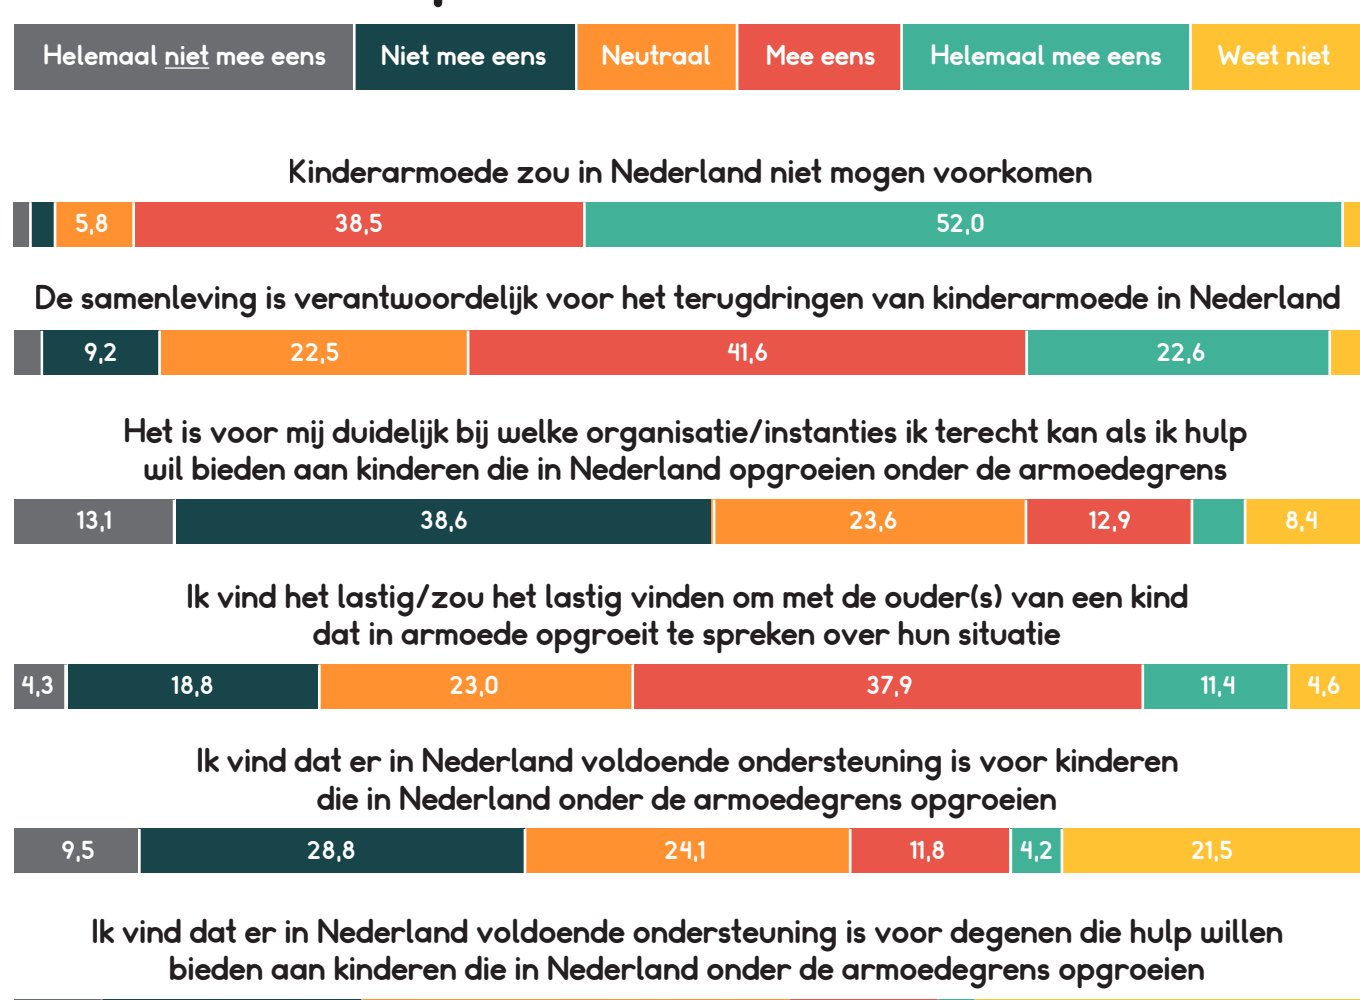 Helemaal niet mee eens Niet mee eens Neutraal Mee eens Helemaal mee eens Weet niet
Kinderarmoede zou in Nederland niet mogen voorkomen
5,8 38,5 52,0
De samenleving is verantwoordelijk voor het terugdringen van kinderarmoede in Nederland
9,2 22,5 41,6 22,6
Het is voor mij duidelijk bij welke organisatie/instanties ik terecht kan als ik hulp
wil bieden aan kinderen die in Nederland opgroeien onder de armoedegrens
13,1 38,6 23,6 12,9 8,4
Ik vind het lastig/zou het lastig vinden om met de ouder(s) van een kind
dat in armoede opgroeit te spreken over hun situatie
4,3 18,8 23,0 37,9 11,4 4,6
Ik vind dat er in Nederland voldoende ondersteuning is voor kinderen
die in Nederland onder de armoedegrens opgroeien
9,5 28,8 24,1 11,8 4,2 21,5
Ik vind dat er in Nederland voldoende ondersteuning is voor degenen die hulp willen
bieden aan kinderen die in Nederland onder de armoedegrens opgroeien